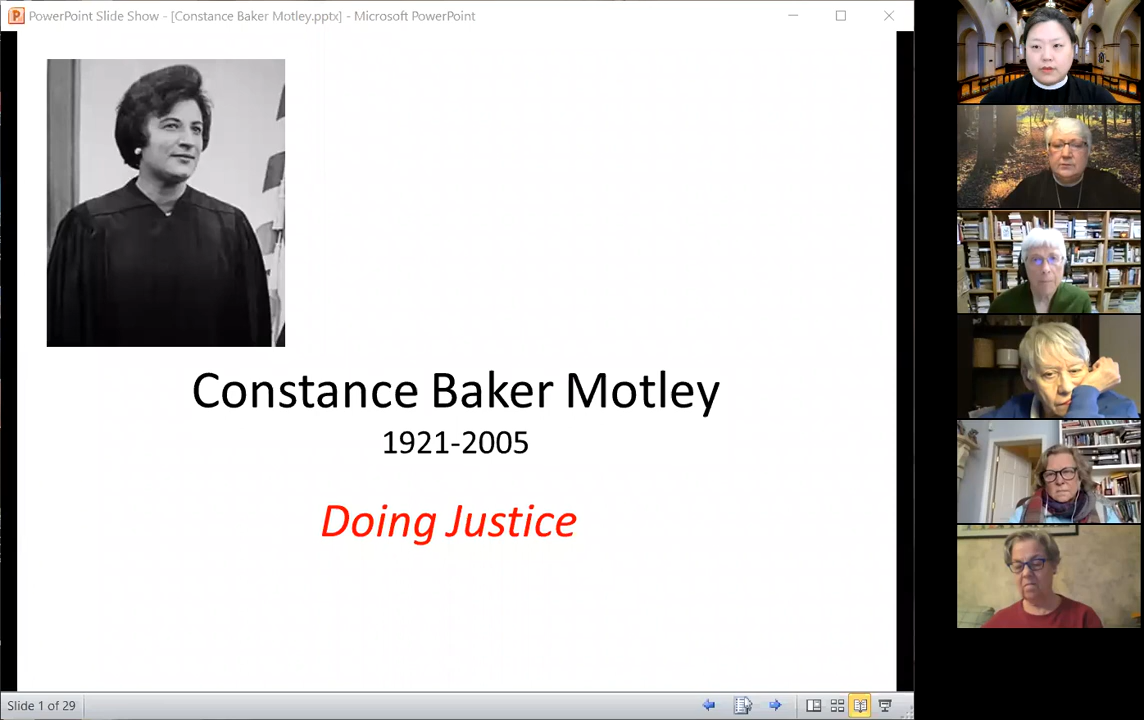 PowerPoint Slide Show - [Constance Baker Motley.pptx] - Microsoft PowerPoint
Constance Baker Motley
1921-2005
Doing Justice
Slide 1 of 29